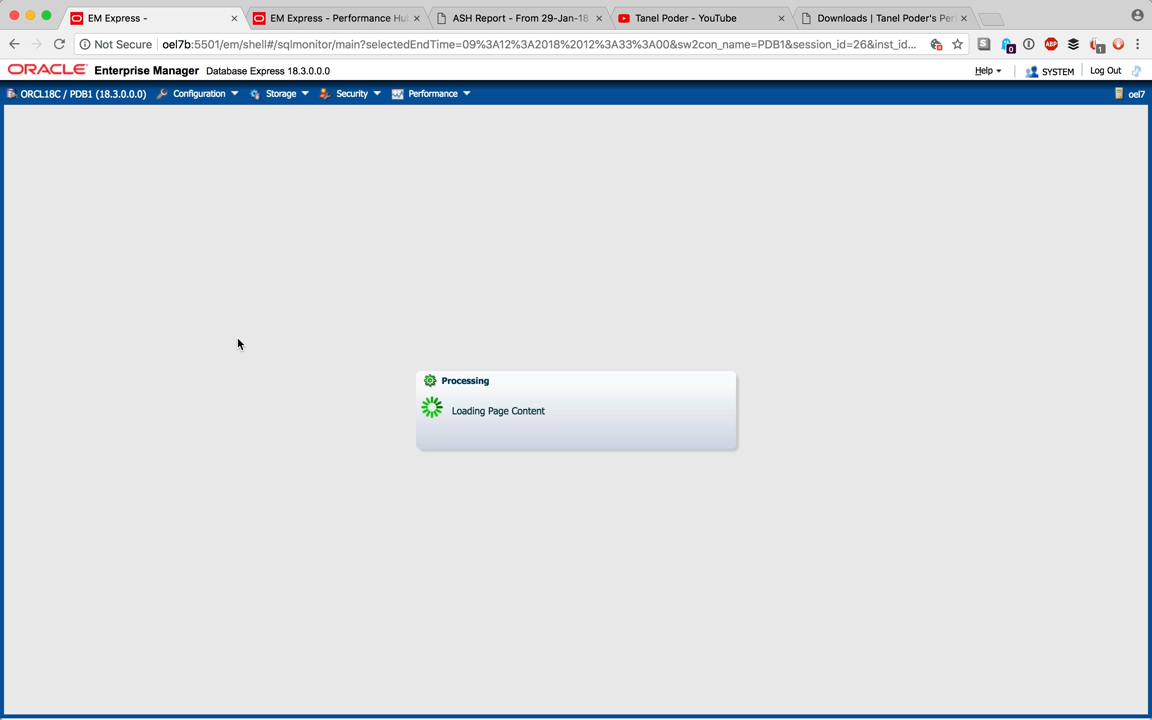 EM Express -
EM Express - Performance Hu
ASH Report - From 29-Jan-18
Tanel Poder - YouTube
Downloads | Tanel Poder's Per
Not Secure oel7b:5501/em/shell#/sqlmonitor/main?selectedEndTime=09%3A12%3A2018%2012%3A33%3A00&sw2con_name=PDB1&session_id=26&inst_id...
S
0
ABP
1
ORACLE Enterprise Manager Database Express 18.3.0.0.0
Help
SYSTEM
Log Out
ORCL18C / PDB1 (18.3.0.0.0)
Configuration
Storage
Security
Performance
oel7
Processing
Loading Page Content